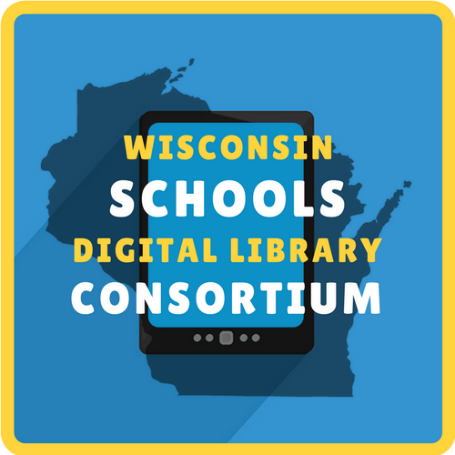 WISCONSIN
SCHOOLS
DIGITAL LIBRARY
CONSORTIUM